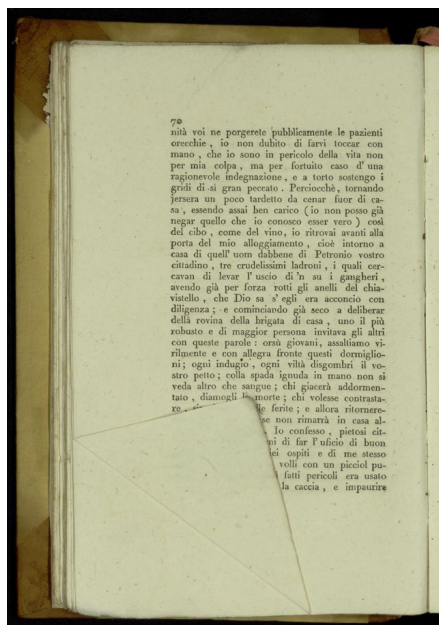 70
nità voi ne porgerete pubblicamente le pazienti
orecchie , io non dubito di farvi toccar con
mano , che io sono in pericolo della vita non
per mia colpa , ma per fortuito caso d' una
ragionevole indegnazione , e a torto sostengo i
gridi di sì gran peccato . Perciocchè , tornando
jersera un poco tardetto da cenar fuor di ca-
sa , essendo assai ben carico ( io non posso già
negar quello che io conosco esser vero ) così
del cibo , come del vino , io ritrovai avanti alla
porta del mio alloggiamento , cioè intorno a
casa di quell' uom dabbene di Petronio vostro
cittadino , tre crudelissimi ladroni , i quali cer-
cavan di levar l' uscio di 'n su i gangheri ,
avendo già per forza rotti gli anelli del chia-
vistello , che Dio sa s' egli era acconcio con
diligenza ; e cominciando già seco a deliberar
della rovina della brigata di casa , uno il più
robusto e di maggior persona invitava gli altri
con queste parole : orsù giovani , assaltiamo vi-
rilmente e con allegra fronte questi dormiglio-
ni ; ogni indugio , ogni viltà disgombri il vo-
stro petto ; colla spada ignuda in mano non si
veda altro che sangue ; chi giacerà addormen-
tato , diamogli la morte ; chi volesse contrasta-
re , ferite ; e allora ritornere-
se non rimarrà in casa al-
. Io confesso , pietosi cit-
ni di far l' uficio di buon
iei ospiti e di me stesso
volli con un picciol pu-
fatti pericoli era usato
la caccia , e impaurire